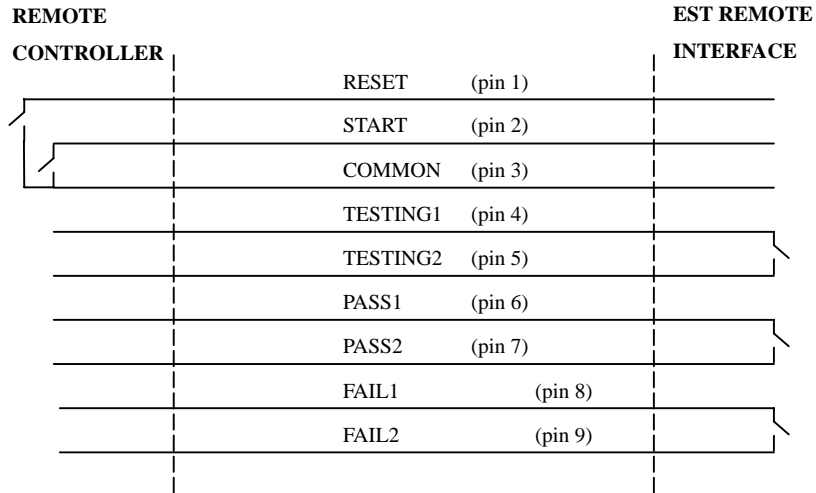 REMOTE
CONTROLLER
EST REMOTE
INTERFACE
RESET (pin 1)
START (pin 2)
COMMON (pin 3)
TESTING1 (pin 4)
TESTING2 (pin 5)
PASS1 (pin 6)
PASS2 (pin 7)
FAIL1 (pin 8)
FAIL2 (pin 9)